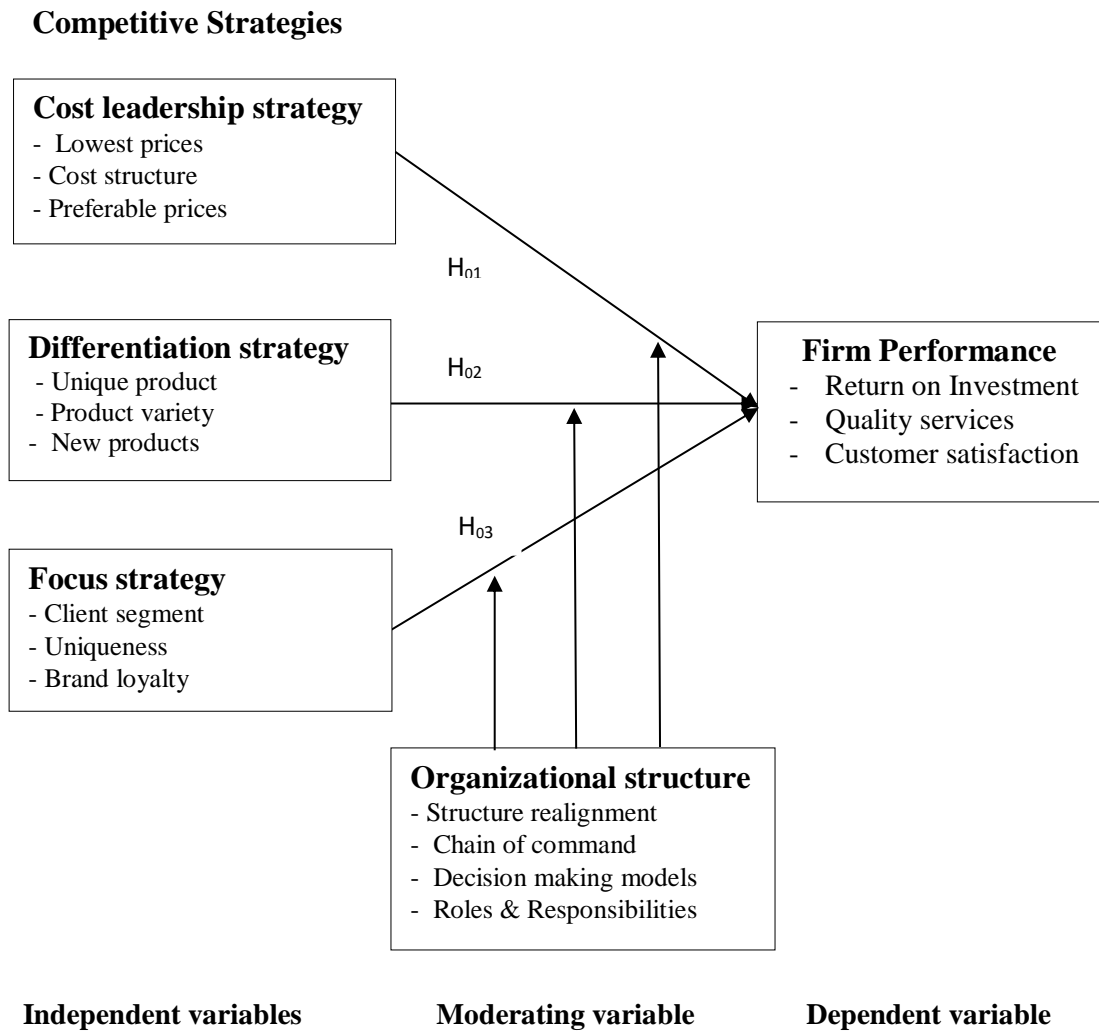 Competitive Strategies
Cost leadership strategy
- Lowest prices
- Cost structure
- Preferable prices
H01
Differentiation strategy
- Unique product
- Product variety
- New products
H02
Firm Performance
- Return on Investment
- Quality services
- Customer satisfaction
H03
Focus strategy
- Client segment
- Uniqueness
- Brand loyalty
Organizational structure
- Structure realignment
- Chain of command
- Decision making models
- Roles & Responsibilities
Independent variables
Moderating variable
Dependent variable